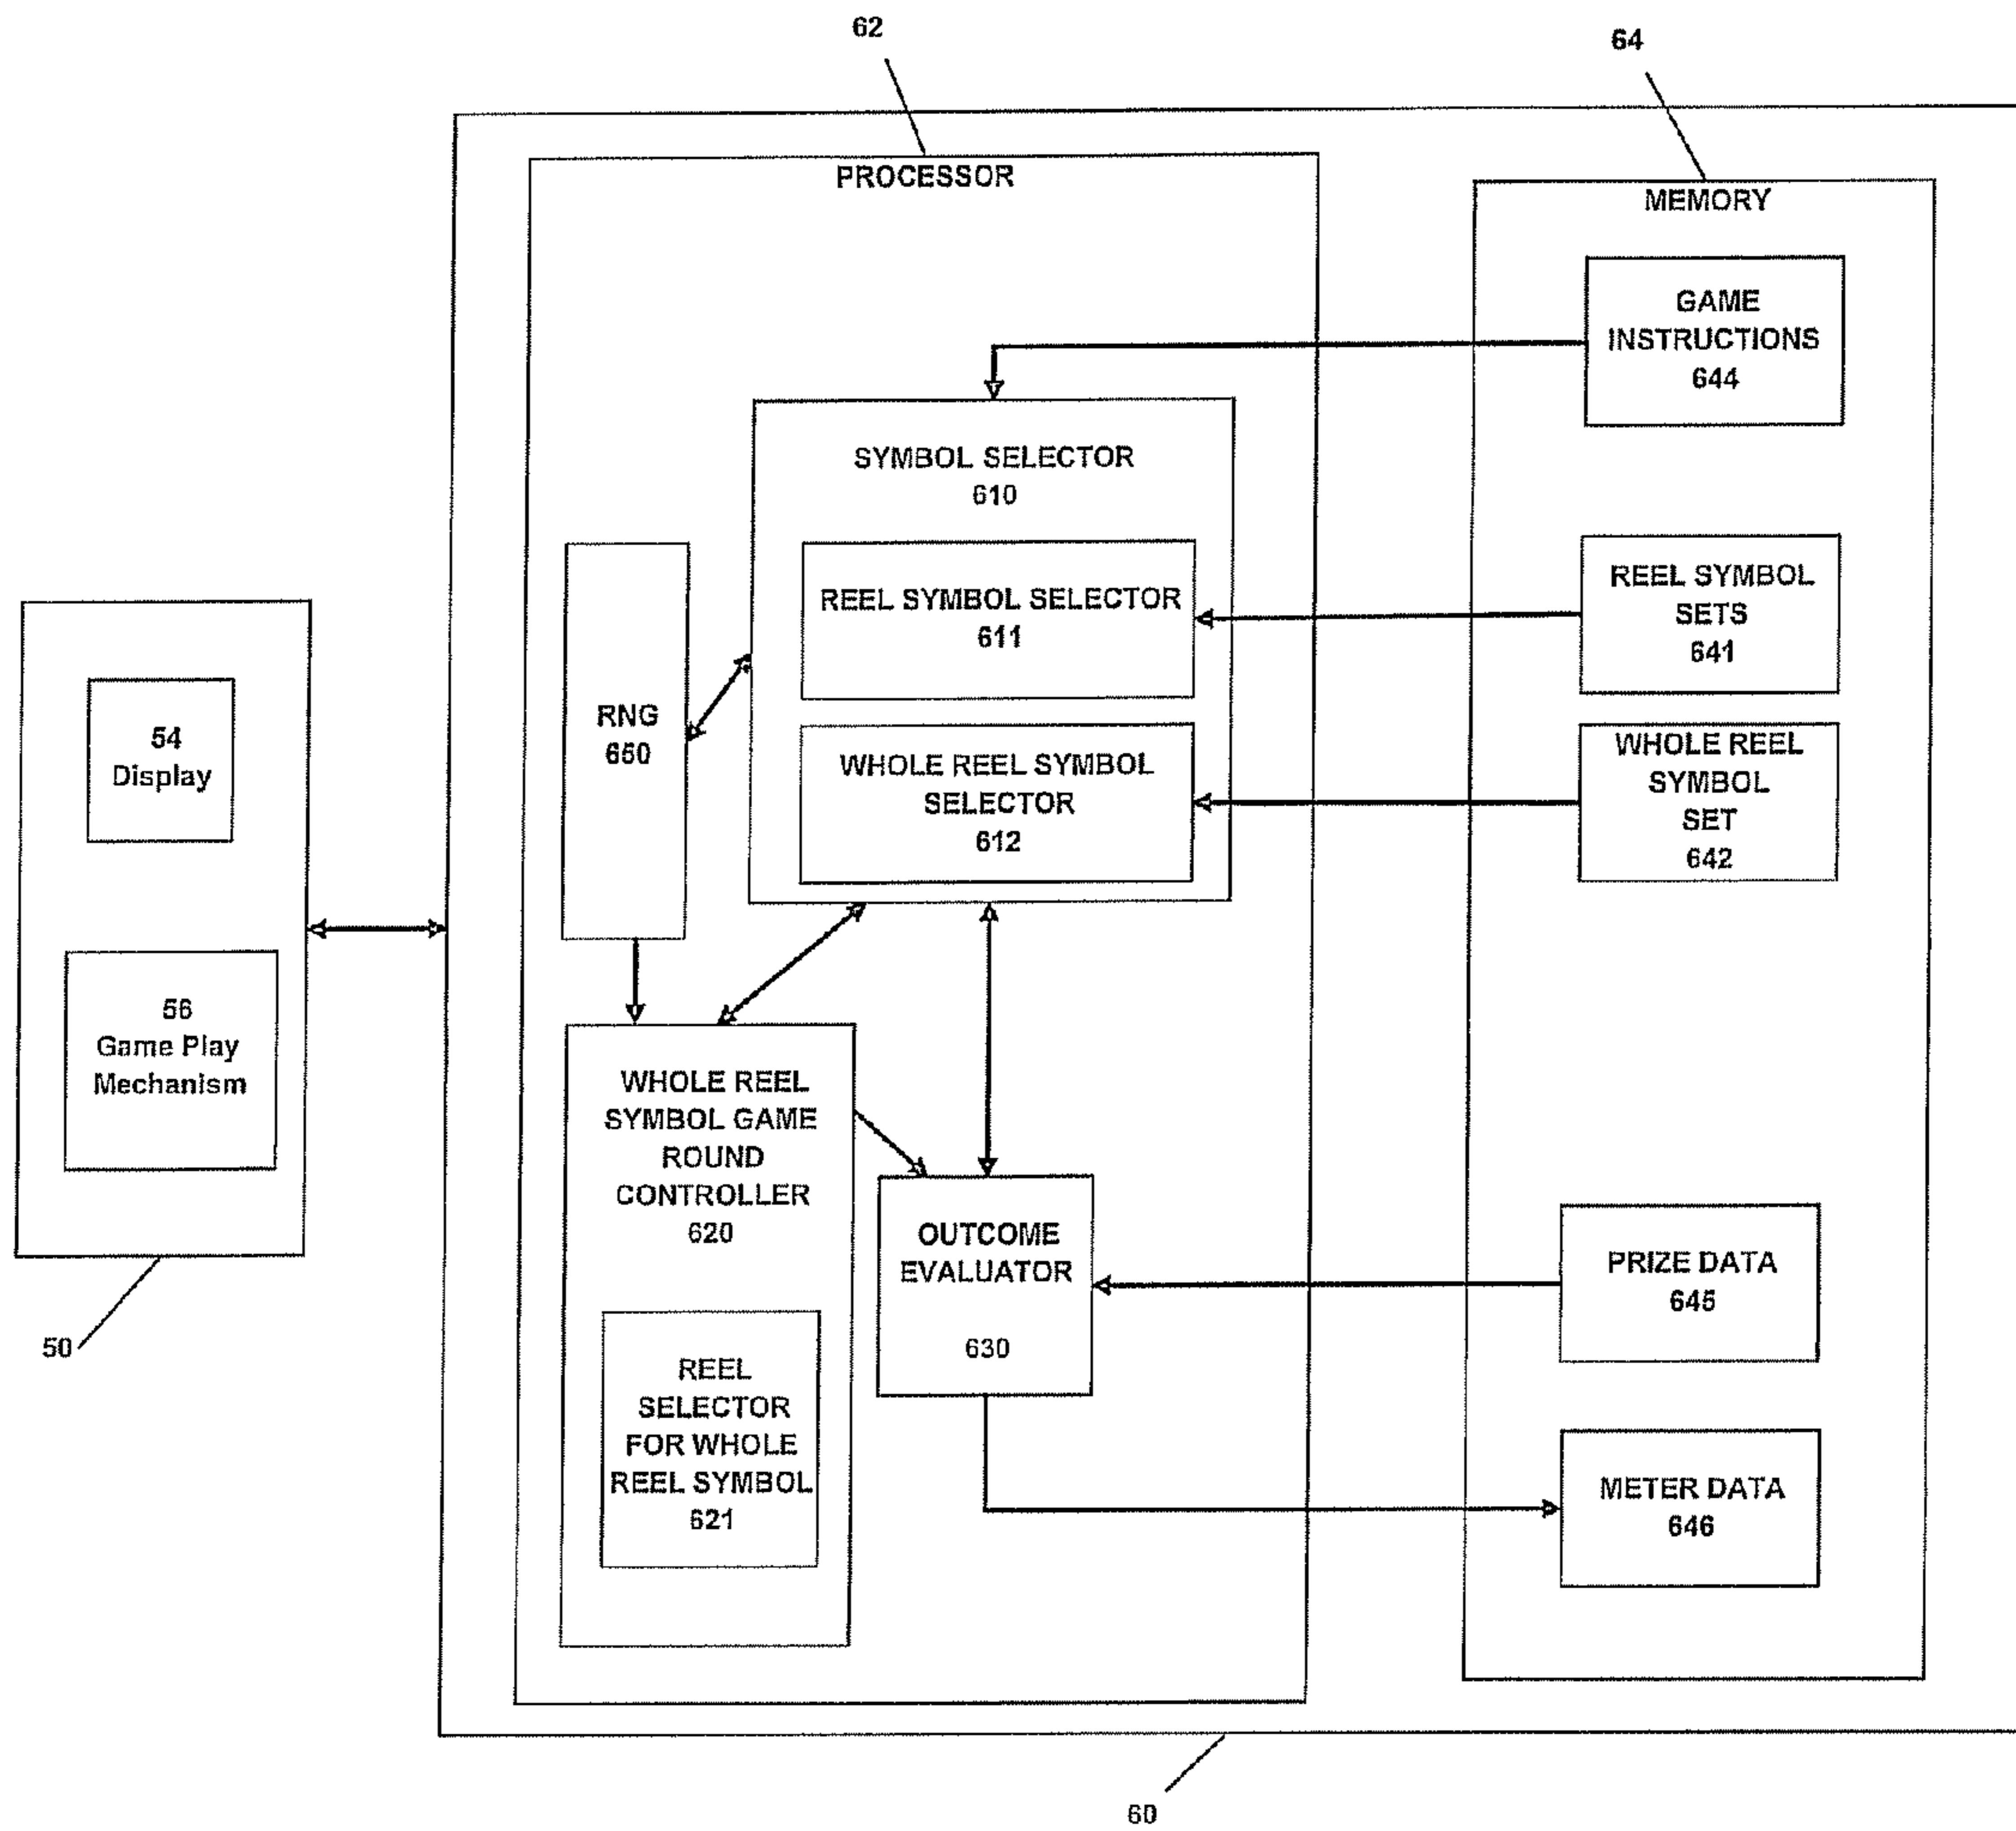 62
64
PROCESSOR
MEMORY
GAME
INSTRUCTIONS
644
SYMBOL SELECTOR
610
REEL SYMBOL SELECTOR
611
REEL SYMBOL
SETS
641
RNG
650
WHOLE REEL SYMBOL
SELECTOR
612
WHOLE REEL
SYMBOL
SET
642
54
Display
56
Game Play
Mechanism
50
WHOLE REEL
SYMBOL GAME
ROUND
CONTROLLER
620
REEL
SELECTOR
FOR WHOLE
REEL SYMBOL
621
OUTCOME
EVALUATOR
630
PRIZE DATA
645
METER DATA
646
60